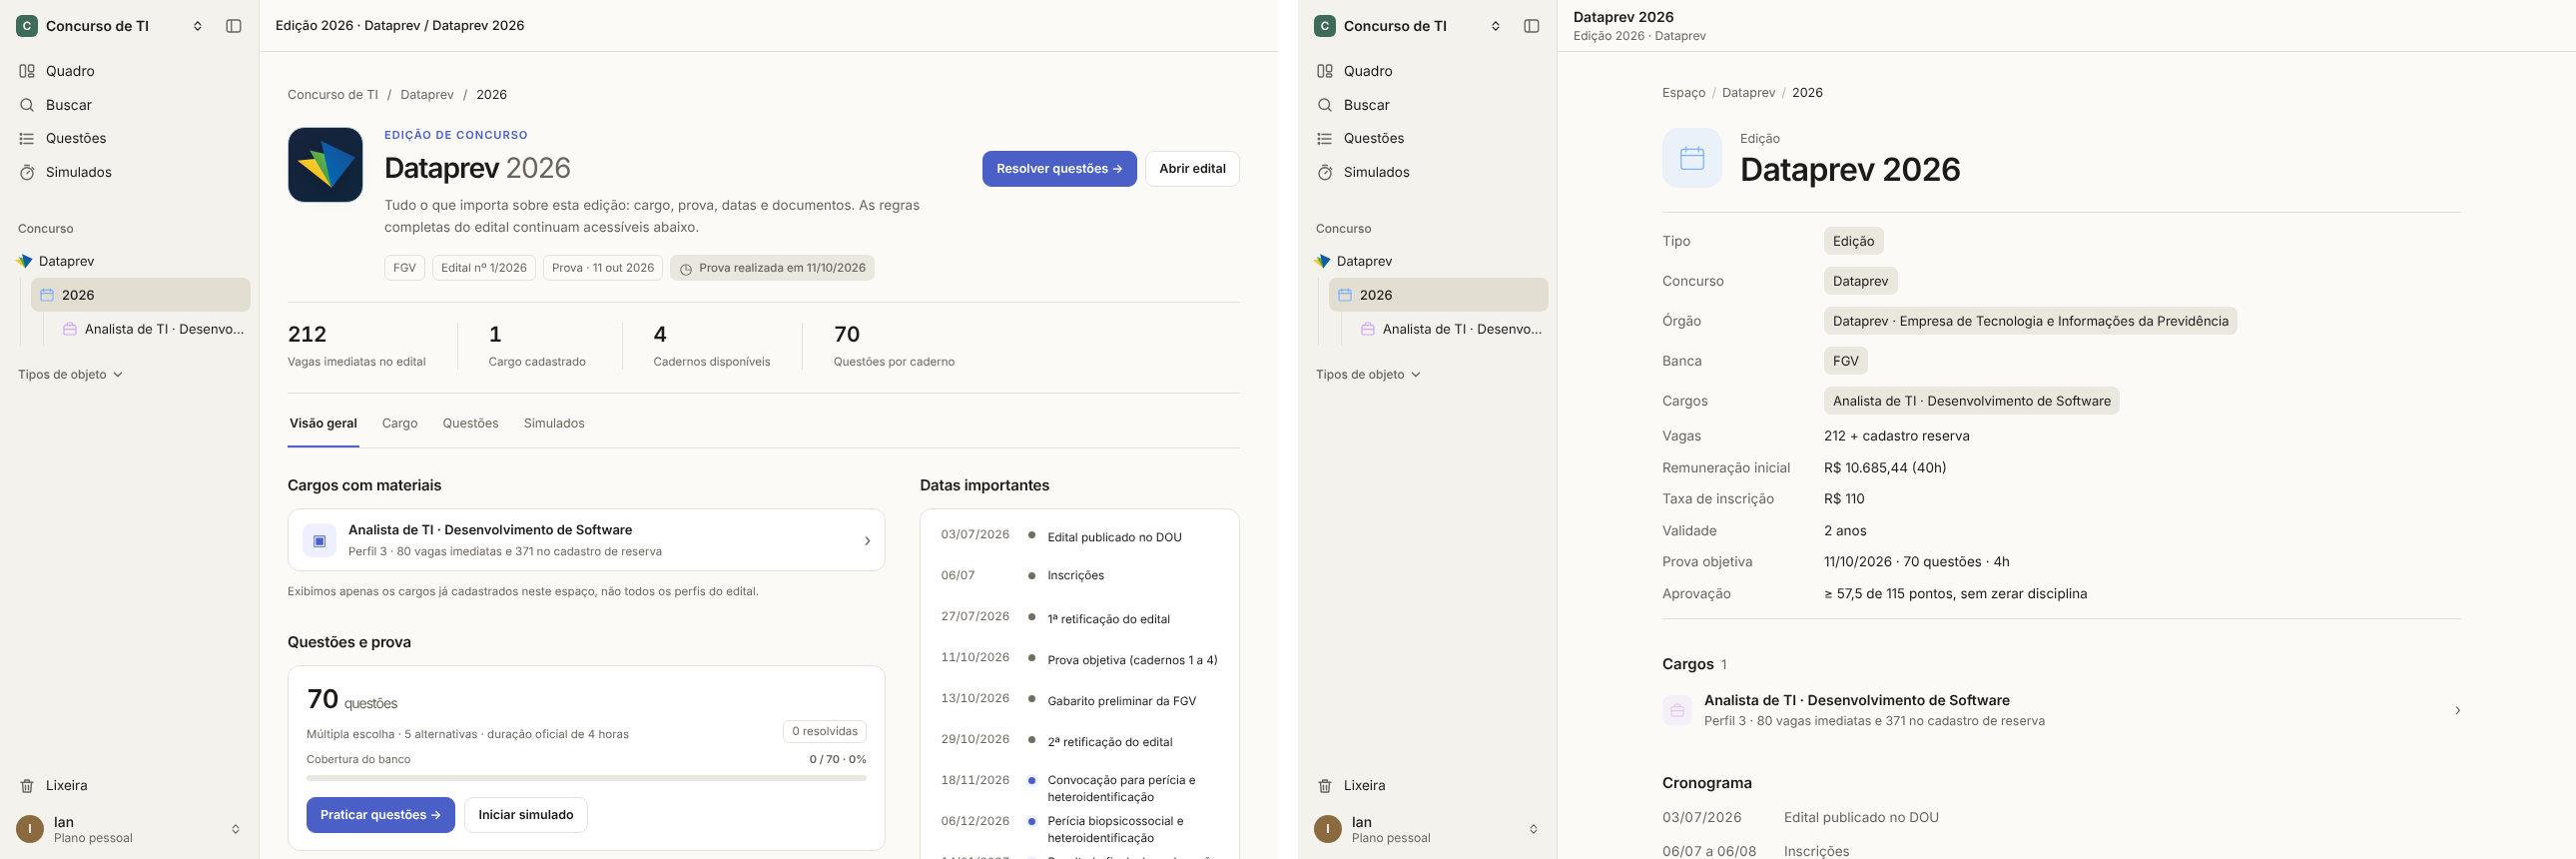 C Concurso de TI
Quadro
Buscar
Questões
Simulados
Concurso
Dataprev
2026
Analista de TI · Desenvo...
Tipos de objeto
Lixeira
I
Ian
Plano pessoal
Edição 2026 · Dataprev / Dataprev 2026
Concurso de TI / Dataprev / 2026
EDIÇÃO DE CONCURSO
Dataprev 2026
Tudo o que importa sobre esta edição: cargo, prova, datas e documentos. As regras
completas do edital continuam acessíveis abaixo.
Resolver questões →
Abrir edital
FGV
Edital nº 1/2026
Prova · 11 out 2026
Prova realizada em 11/10/2026
212
Vagas imediatas no edital
1
Cargo cadastrado
4
Cadernos disponíveis
70
Questões por caderno
Visão geral
Cargo
Questões
Simulados
Cargos com materiais
Analista de TI · Desenvolvimento de Software
Perfil 3 · 80 vagas imediatas e 371 no cadastro de reserva
Exibimos apenas os cargos já cadastrados neste espaço, não todos os perfis do edital.
Questões e prova
70 questões
Múltipla escolha · 5 alternativas · duração oficial de 4 horas
0 resolvidas
Cobertura do banco
0 / 70 · 0%
Praticar questões →
Iniciar simulado
Datas importantes
03/07/2026 Edital publicado no DOU
06/07 Inscrições
27/07/2026 1ª retificação do edital
11/10/2026 Prova objetiva (cadernos 1 a 4)
13/10/2026 Gabarito preliminar da FGV
29/10/2026 2ª retificação do edital
18/11/2026 Convocação para perícia e
heteroidentificação
06/12/2026 Perícia biopsicossocial e
heteroidentificação
C Concurso de TI
Quadro
Buscar
Questões
Simulados
Concurso
Dataprev
2026
Analista de TI · Desenvo...
Tipos de objeto
Lixeira
I
Ian
Plano pessoal
Dataprev 2026
Edição 2026 · Dataprev
Espaço / Dataprev / 2026
Edição
Dataprev 2026
Tipo Edição
Concurso Dataprev
Órgão Dataprev · Empresa de Tecnologia e Informações da Previdência
Banca FGV
Cargos Analista de TI · Desenvolvimento de Software
Vagas 212 + cadastro reserva
Remuneração inicial R$ 10.685,44 (40h)
Taxa de inscrição R$ 110
Validade 2 anos
Prova objetiva 11/10/2026 · 70 questões · 4h
Aprovação ≥ 57,5 de 115 pontos, sem zerar disciplina
Cargos 1
Analista de TI · Desenvolvimento de Software
Perfil 3 · 80 vagas imediatas e 371 no cadastro de reserva
Cronograma
03/07/2026 Edital publicado no DOU
06/07 a 06/08 Inscrições